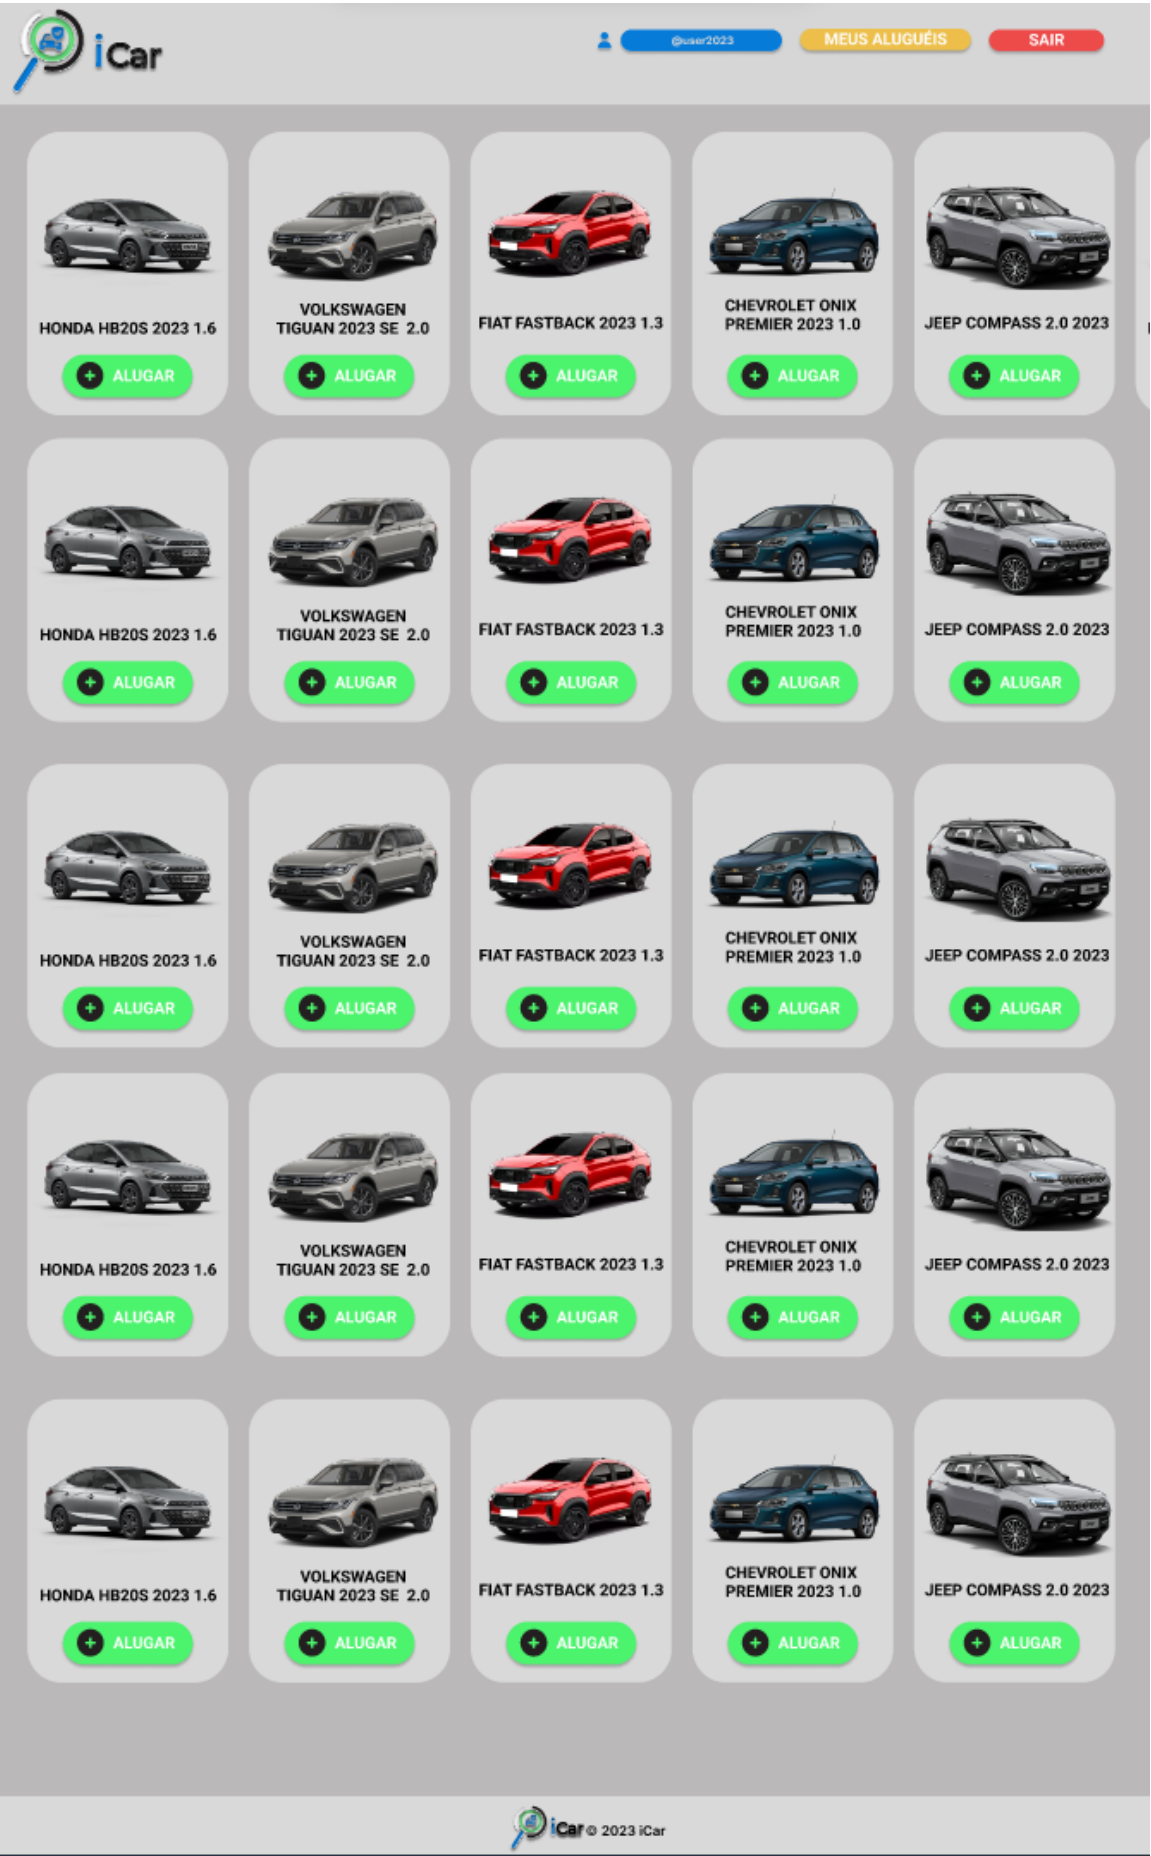 iCar
@user2023
MEUS ALUGUÉIS
SAIR
HONDA HB20S 2023 1.6
VOLKSWAGEN
TIGUAN 2023 SE 2.0
FIAT FASTBACK 2023 1.3
CHEVROLET ONIX
PREMIER 2023 1.0
JEEP COMPASS 2.0 2023
ALUGAR
ALUGAR
ALUGAR
ALUGAR
ALUGAR
HONDA HB20S 2023 1.6
VOLKSWAGEN
TIGUAN 2023 SE 2.0
FIAT FASTBACK 2023 1.3
CHEVROLET ONIX
PREMIER 2023 1.0
JEEP COMPASS 2.0 2023
ALUGAR
ALUGAR
ALUGAR
ALUGAR
ALUGAR
HONDA HB20S 2023 1.6
VOLKSWAGEN
TIGUAN 2023 SE 2.0
FIAT FASTBACK 2023 1.3
CHEVROLET ONIX
PREMIER 2023 1.0
JEEP COMPASS 2.0 2023
ALUGAR
ALUGAR
ALUGAR
ALUGAR
ALUGAR
HONDA HB20S 2023 1.6
VOLKSWAGEN
TIGUAN 2023 SE 2.0
FIAT FASTBACK 2023 1.3
CHEVROLET ONIX
PREMIER 2023 1.0
JEEP COMPASS 2.0 2023
ALUGAR
ALUGAR
ALUGAR
ALUGAR
ALUGAR
HONDA HB20S 2023 1.6
VOLKSWAGEN
TIGUAN 2023 SE 2.0
FIAT FASTBACK 2023 1.3
CHEVROLET ONIX
PREMIER 2023 1.0
JEEP COMPASS 2.0 2023
ALUGAR
ALUGAR
ALUGAR
ALUGAR
ALUGAR
iCar © 2023 iCar